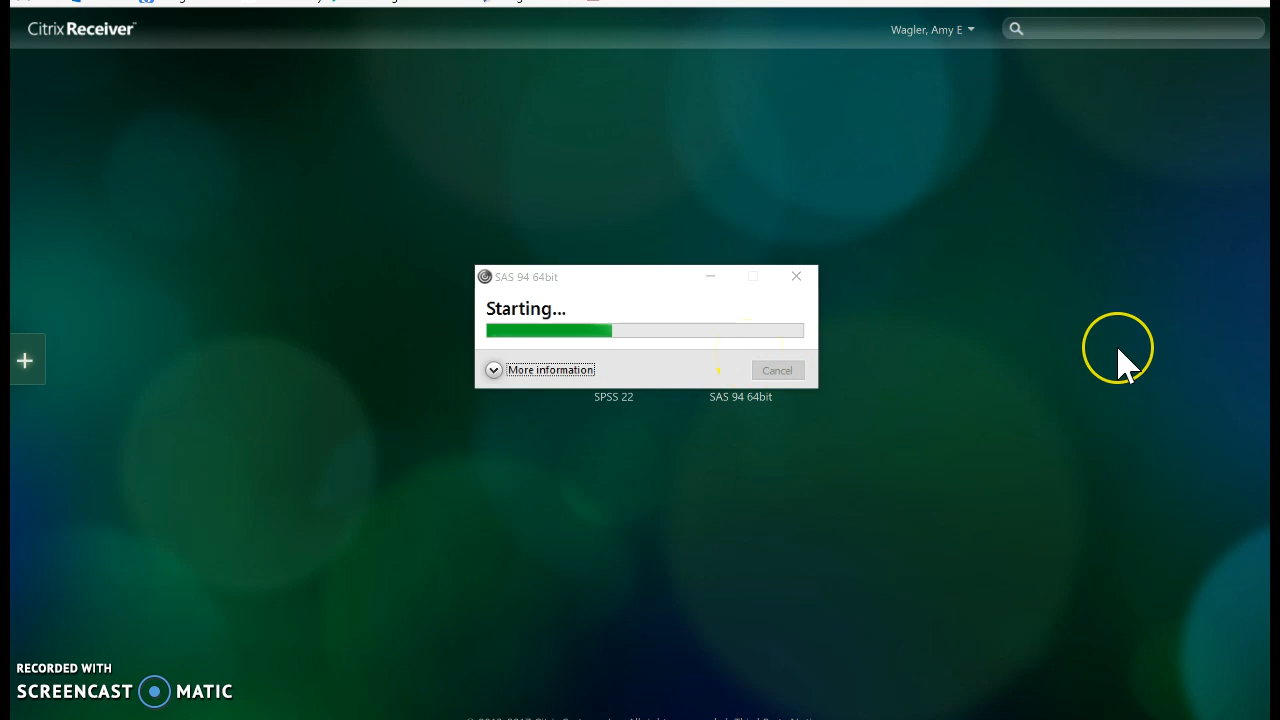 Citrix Receiver™
Wagler, Amy E
SAS 94 64bit
Starting...
More information
Cancel
SPSS 22
SAS 94 64bit
RECORDED WITH
SCREENCAST MATIC